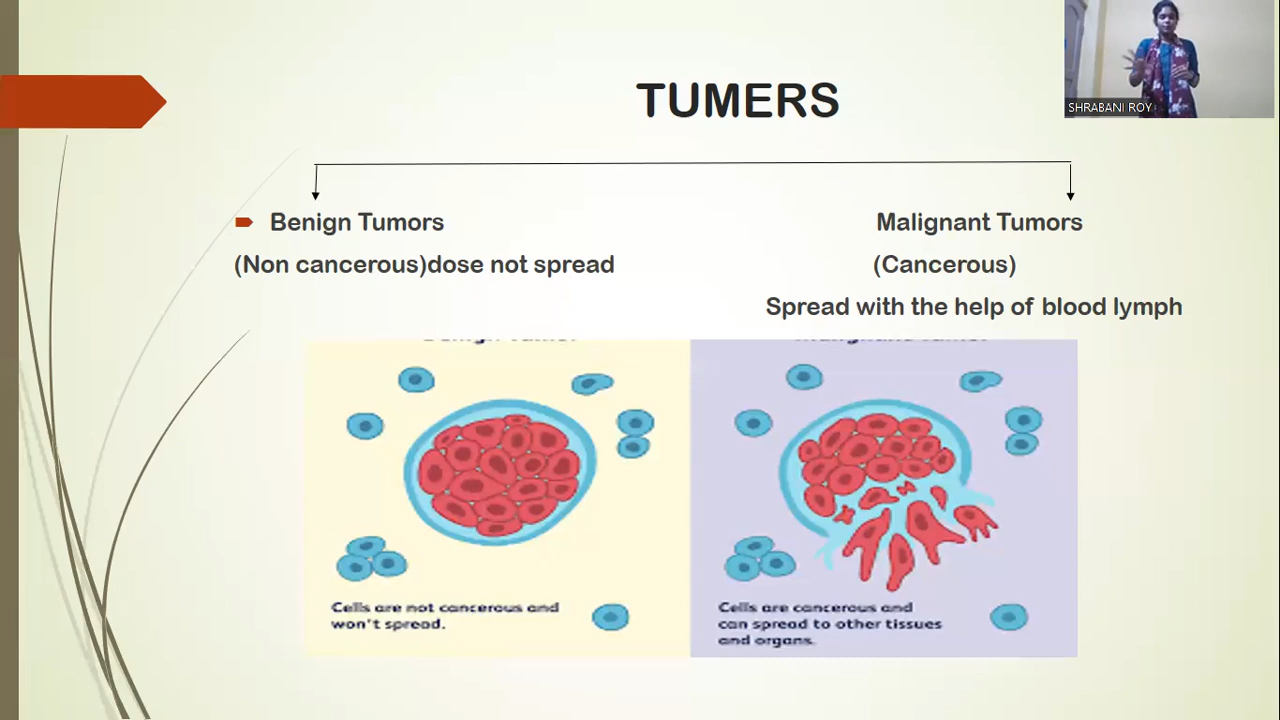 SHRABANI ROY
TUMERS
Benign Tumors
(Non cancerous)dose not spread
Malignant Tumors
(Cancerous)
Spread with the help of blood lymph
Cells are not cancerous and
won't spread.
Cells are cancerous and
can spread to other tissues
and organs.